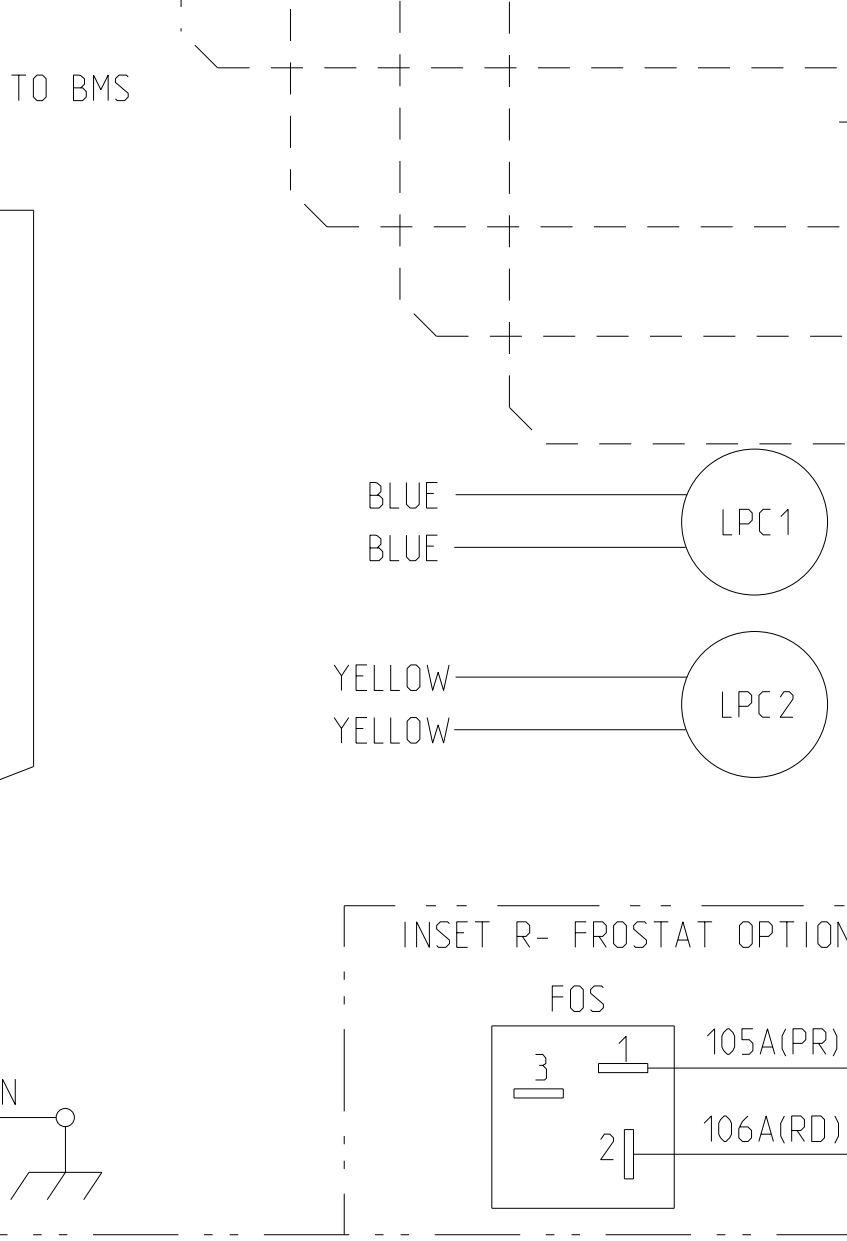 TO BMS
BLUE
BLUE
LPC1
YELLOW
YELLOW
LPC2
INSET R- FROSTAT OPTION
FOS
1
3
2
105A(PR)
106A(RD)
N